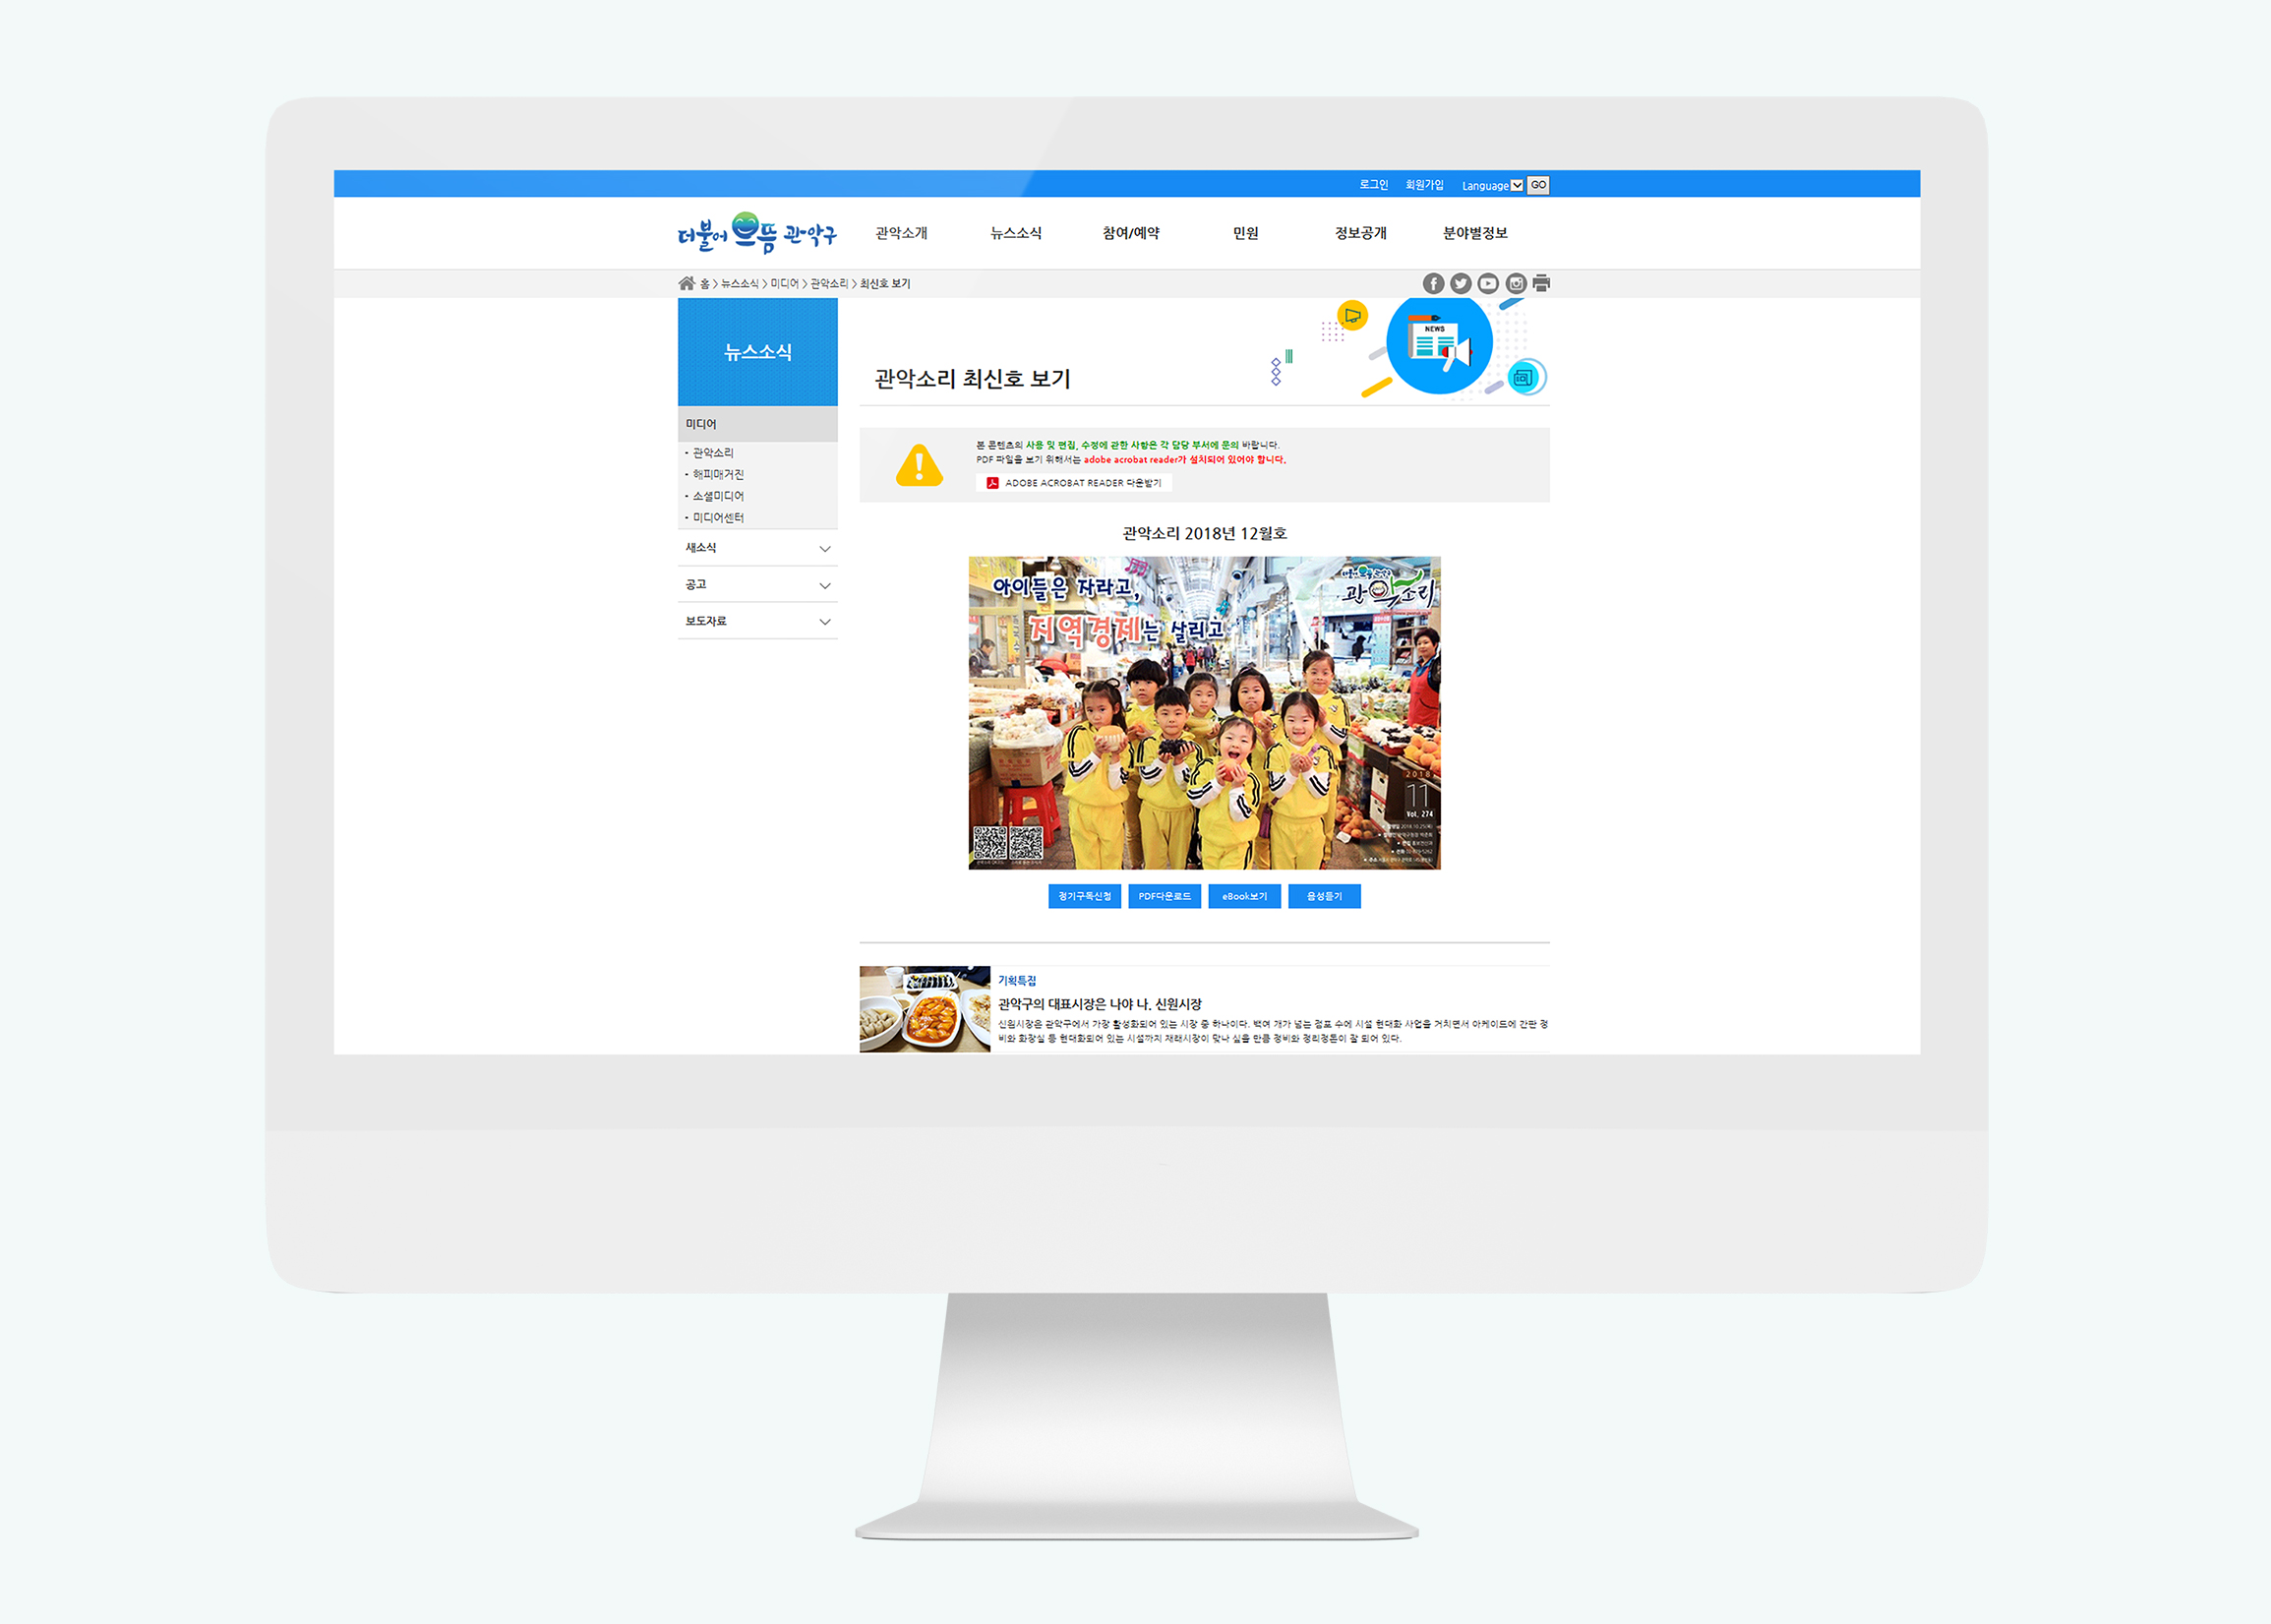 로그인 회원가입 Language GO
더불어 으뜸 관악구
관악소개 뉴스소식 참여/예약 민원 정보공개 분야별정보
홈 > 뉴스소식 > 미디어 > 관악소리 > 최신호 보기
뉴스소식
미디어
• 관악소리
• 해피매거진
• 소셜미디어
• 미디어센터
새소식
공고
보도자료
NEWS
관악소리 최신호 보기
본 콘텐츠의 사용 및 편집, 수정에 관한 사항은 각 담당 부서에 문의 바랍니다.
PDF 파일을 보기 위해서는 adobe acrobat reader가 설치되어 있어야 합니다.
ADOBE ACROBAT READER 다운받기
관악소리 2018년 12월호
아이들은 자라고,
지역경제는 살리고
더불어 으뜸 관악구
관악소리
2018
11
Vol. 274
정기구독신청 PDF다운로드 eBook보기 음성듣기
기획특집
관악구의 대표시장은 나야 나, 신원시장
신원시장은 관악구에서 가장 활성화되어 있는 시장 중 하나이다. 백여 개가 넘는 점포 수에 시설 현대화 사업을 거치면서 아케이드에 간판 정
비와 화장실 등 현대화되어 있는 시설까지 재래시장이 맞나 싶을 만큼 정비와 정리정돈이 잘 되어 있다.